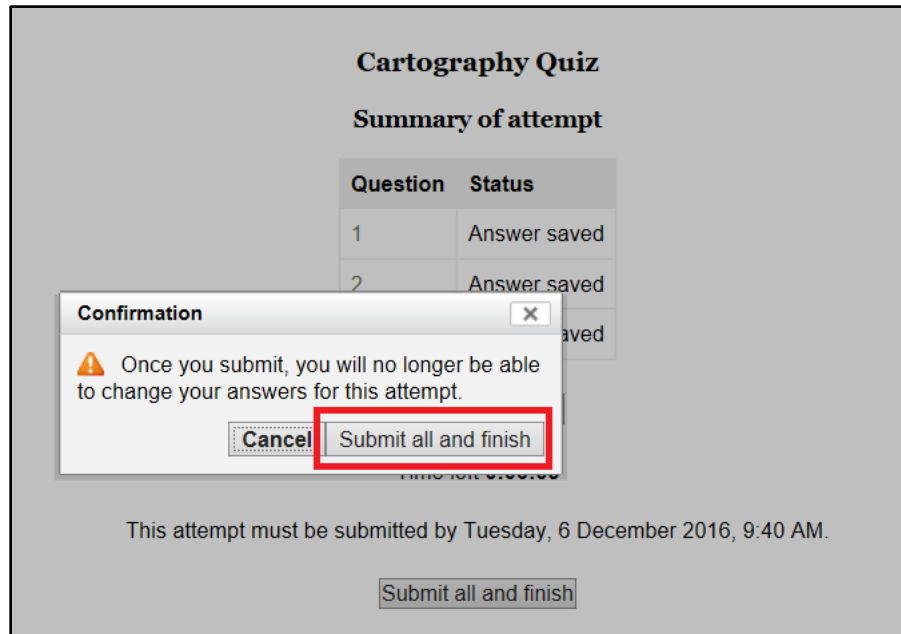 Cartography Quiz
Summary of attempt
Question Status
1 Answer saved
2 Answer saved
Confirmation
Once you submit, you will no longer be able
to change your answers for this attempt.
Cancel Submit all and finish
This attempt must be submitted by Tuesday, 6 December 2016, 9:40 AM.
Submit all and finish